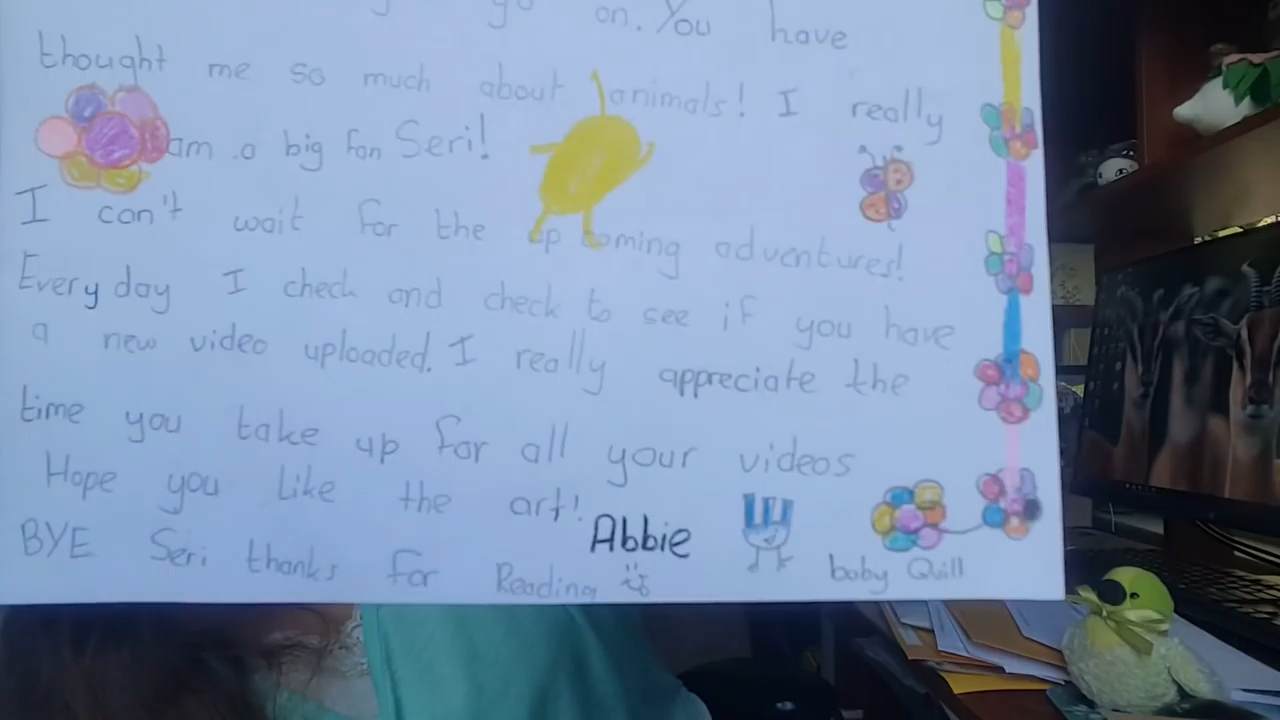 go on. You have
thought me so much about animals! I really
am a big fan Seri!
I can't wait for the up coming adventures!
Every day I check and check to see if you have
a new video uploaded. I really appreciate the
time you take up for all your videos
Hope you like the art!
BYE Seri thanks for Reading
Abbie
baby Quill